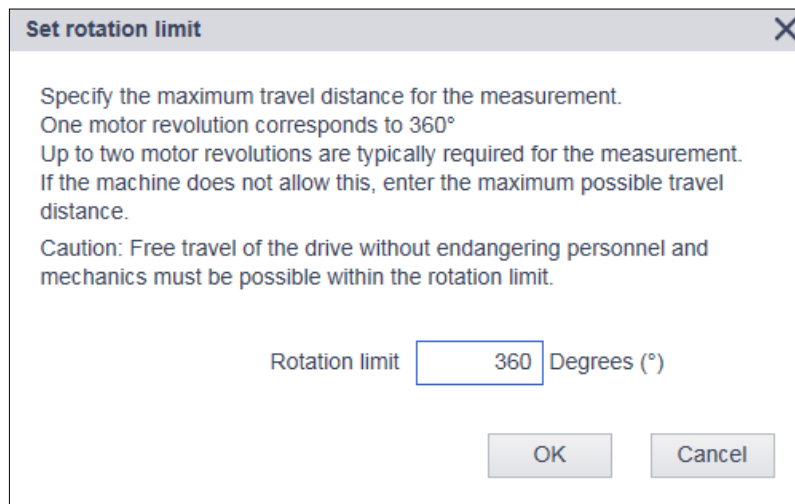 Set rotation limit
Specify the maximum travel distance for the measurement.
One motor revolution corresponds to 360°
Up to two motor revolutions are typically required for the measurement.
If the machine does not allow this, enter the maximum possible travel
distance.
Caution: Free travel of the drive without endangering personnel and
mechanics must be possible within the rotation limit.
Rotation limit 360 Degrees (°)
OK Cancel